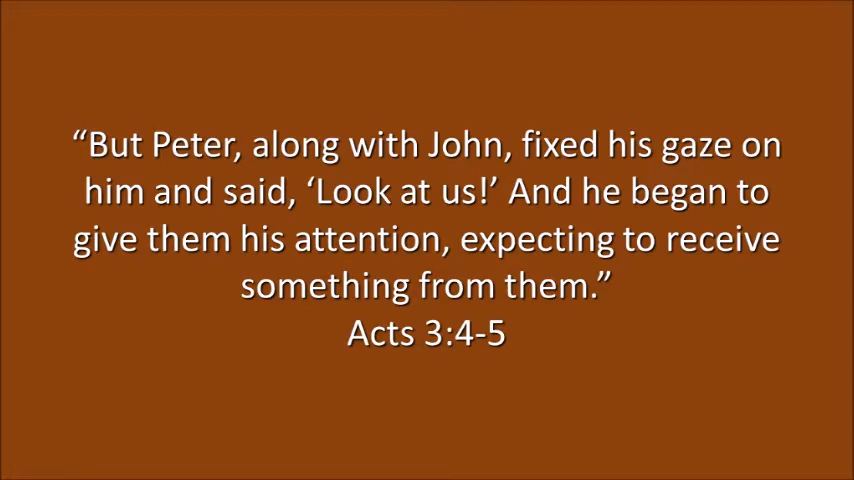 “But Peter, along with John, fixed his gaze on
him and said, ‘Look at us!’ And he began to
give them his attention, expecting to receive
something from them.”
Acts 3:4-5